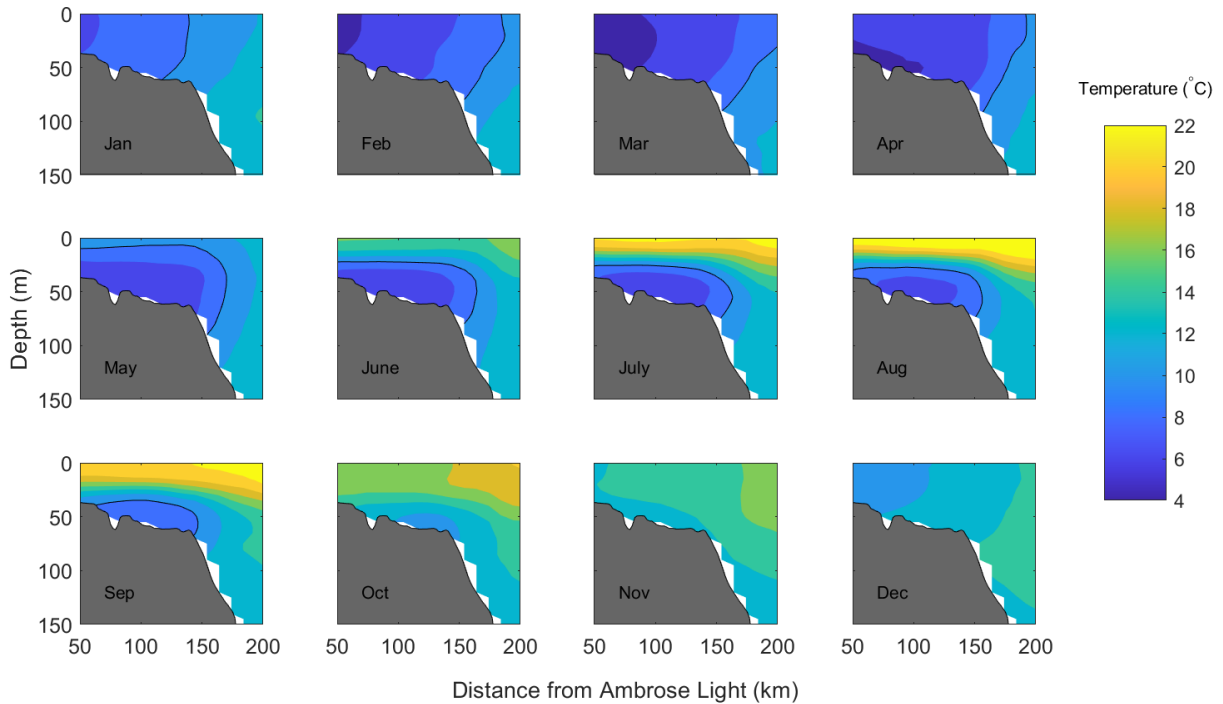 0
50
100
150
Jan
Feb
Mar
Apr
Temperature (°C)
22
20
18
16
14
12
10
8
6
4
Depth (m)
0
50
100
150
May
June
July
Aug
0
50
100
150
Sep
Oct
Nov
Dec
50 100 150 200 50 100 150 200 50 100 150 200 50 100 150 200
Distance from Ambrose Light (km)